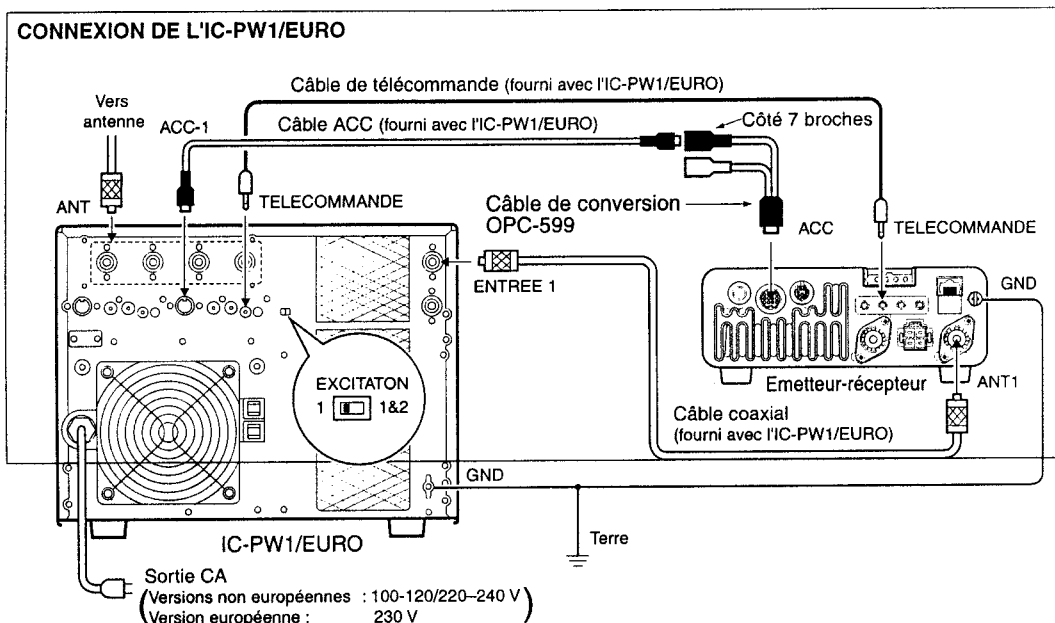 CONNEXION DE L'IC-PW1/EURO
Câble de télécommande (fourni avec l'IC-PW1/EURO)
Vers
antenne
ACC-1
Câble ACC (fourni avec l'IC-PW1/EURO)
Côté 7 broches
ANT
TELECOMMANDE
Câble de conversion
OPC-599
ACC
TELECOMMANDE
ENTREE 1
GND
EXCITATON
1
1&2
Emetteur-récepteur
ANT1
Câble coaxial
(fourni avec l'IC-PW1/EURO)
GND
Terre
IC-PW1/EURO
Sortie CA
(Versions non européennes : 100-120/220–240 V
Version européenne : 230 V)